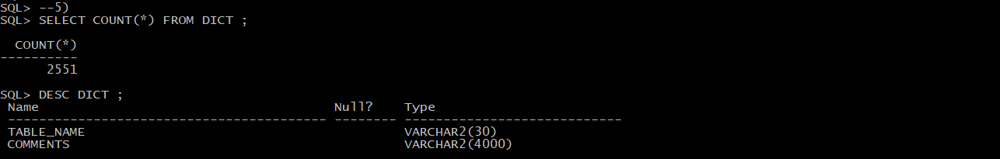 SQL> --5)
SQL> SELECT COUNT(*) FROM DICT ;
  COUNT(*)
----------
      2551
SQL> DESC DICT ;
 Name                                      Null?    Type
 ----------------------------------------- -------- ----------------------------
 TABLE_NAME                                         VARCHAR2(30)
 COMMENTS                                           VARCHAR2(4000)